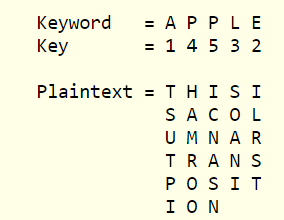 Keyword = A P P L E
Key = 1 4 5 3 2
Plaintext = T H I S I
S A C O L
U M N A R
T R A N S
P O S I T
I O N